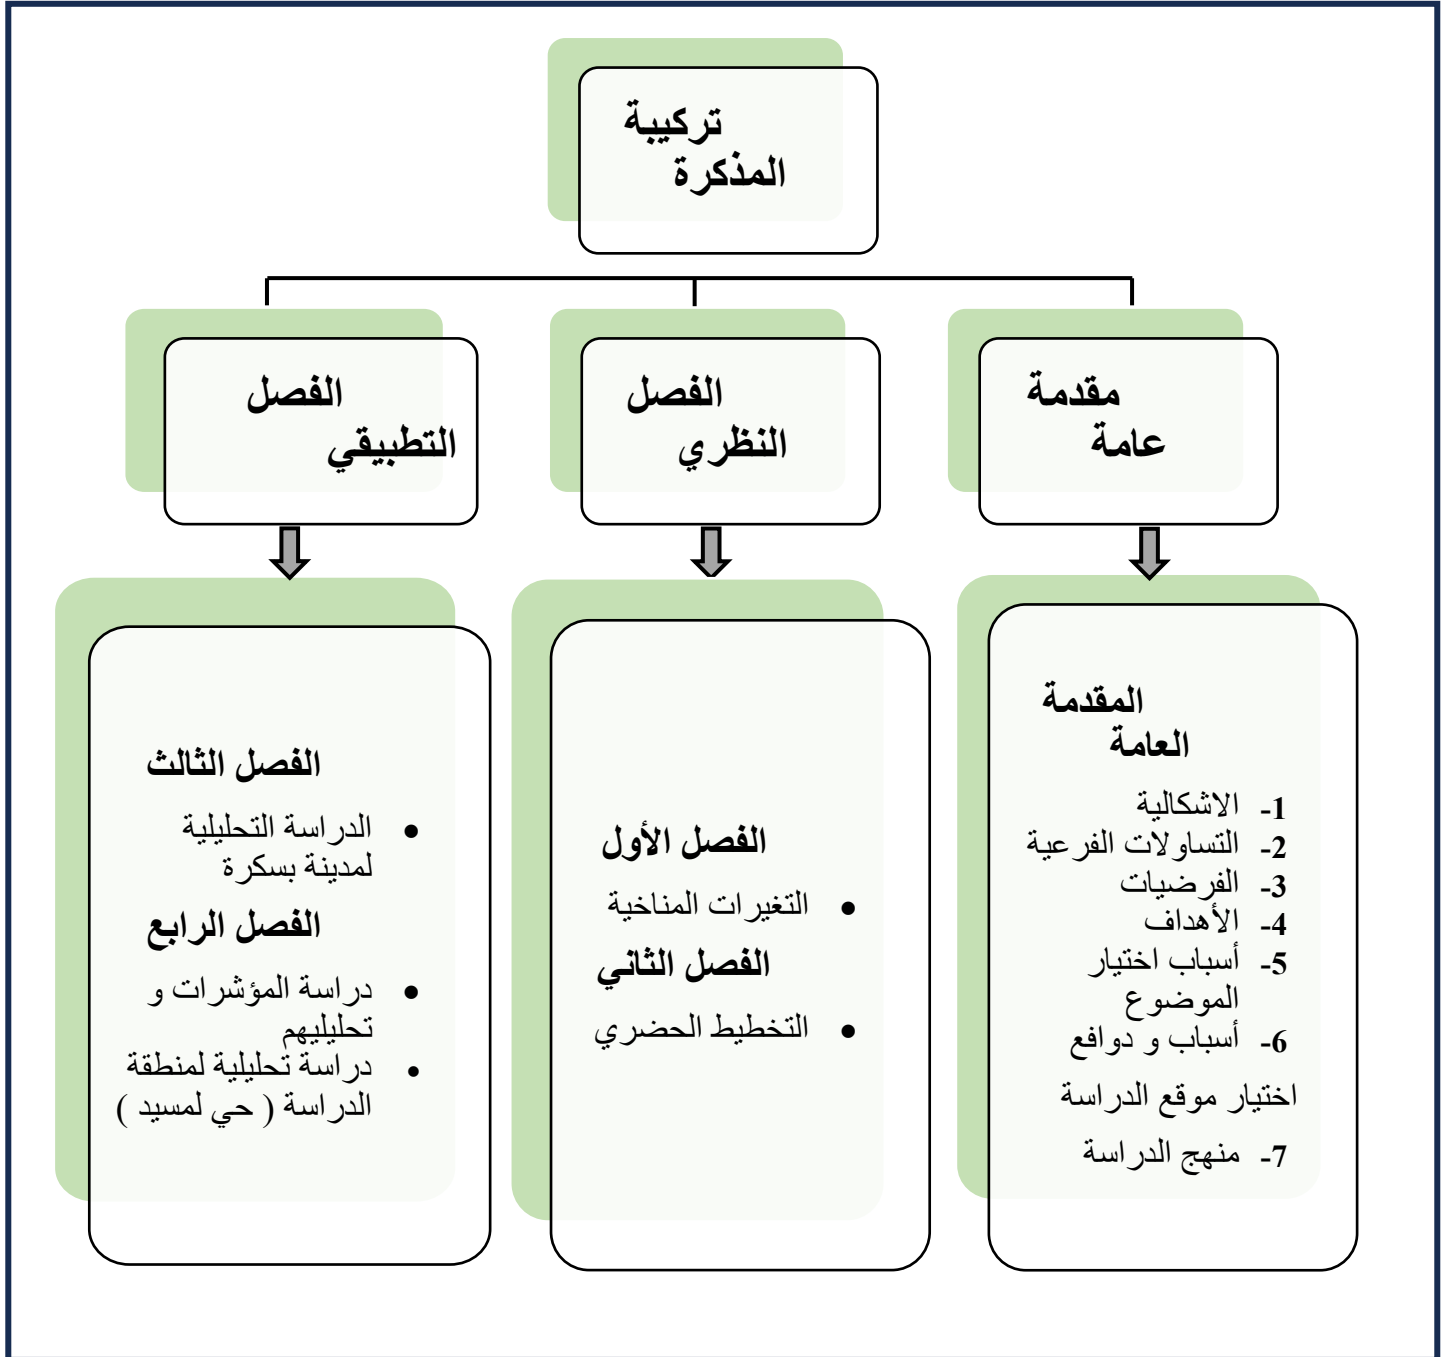 تركيبة
المذكرة
مقدمة
عامة
الفصل
النظري
الفصل
التطبيقي
المقدمة
العامة
1- الاشكالية
2- التساولات الفرعية
3- الفرضيات
4- الأهداف
5- أسباب اختيار
الموضوع
6- أسباب و دوافع
اختيار موقع الدراسة
7- منهج الدراسة
الفصل الأول
• التغيرات المناخية
الفصل الثاني
• التخطيط الحضري
الفصل الثالث
• الدراسة التحليلية
لمدينة بسكرة
الفصل الرابع
• دراسة المؤشرات و
تحليليهم
• دراسة تحليلية لمنطقة
الدراسة ( حي لمسيد )